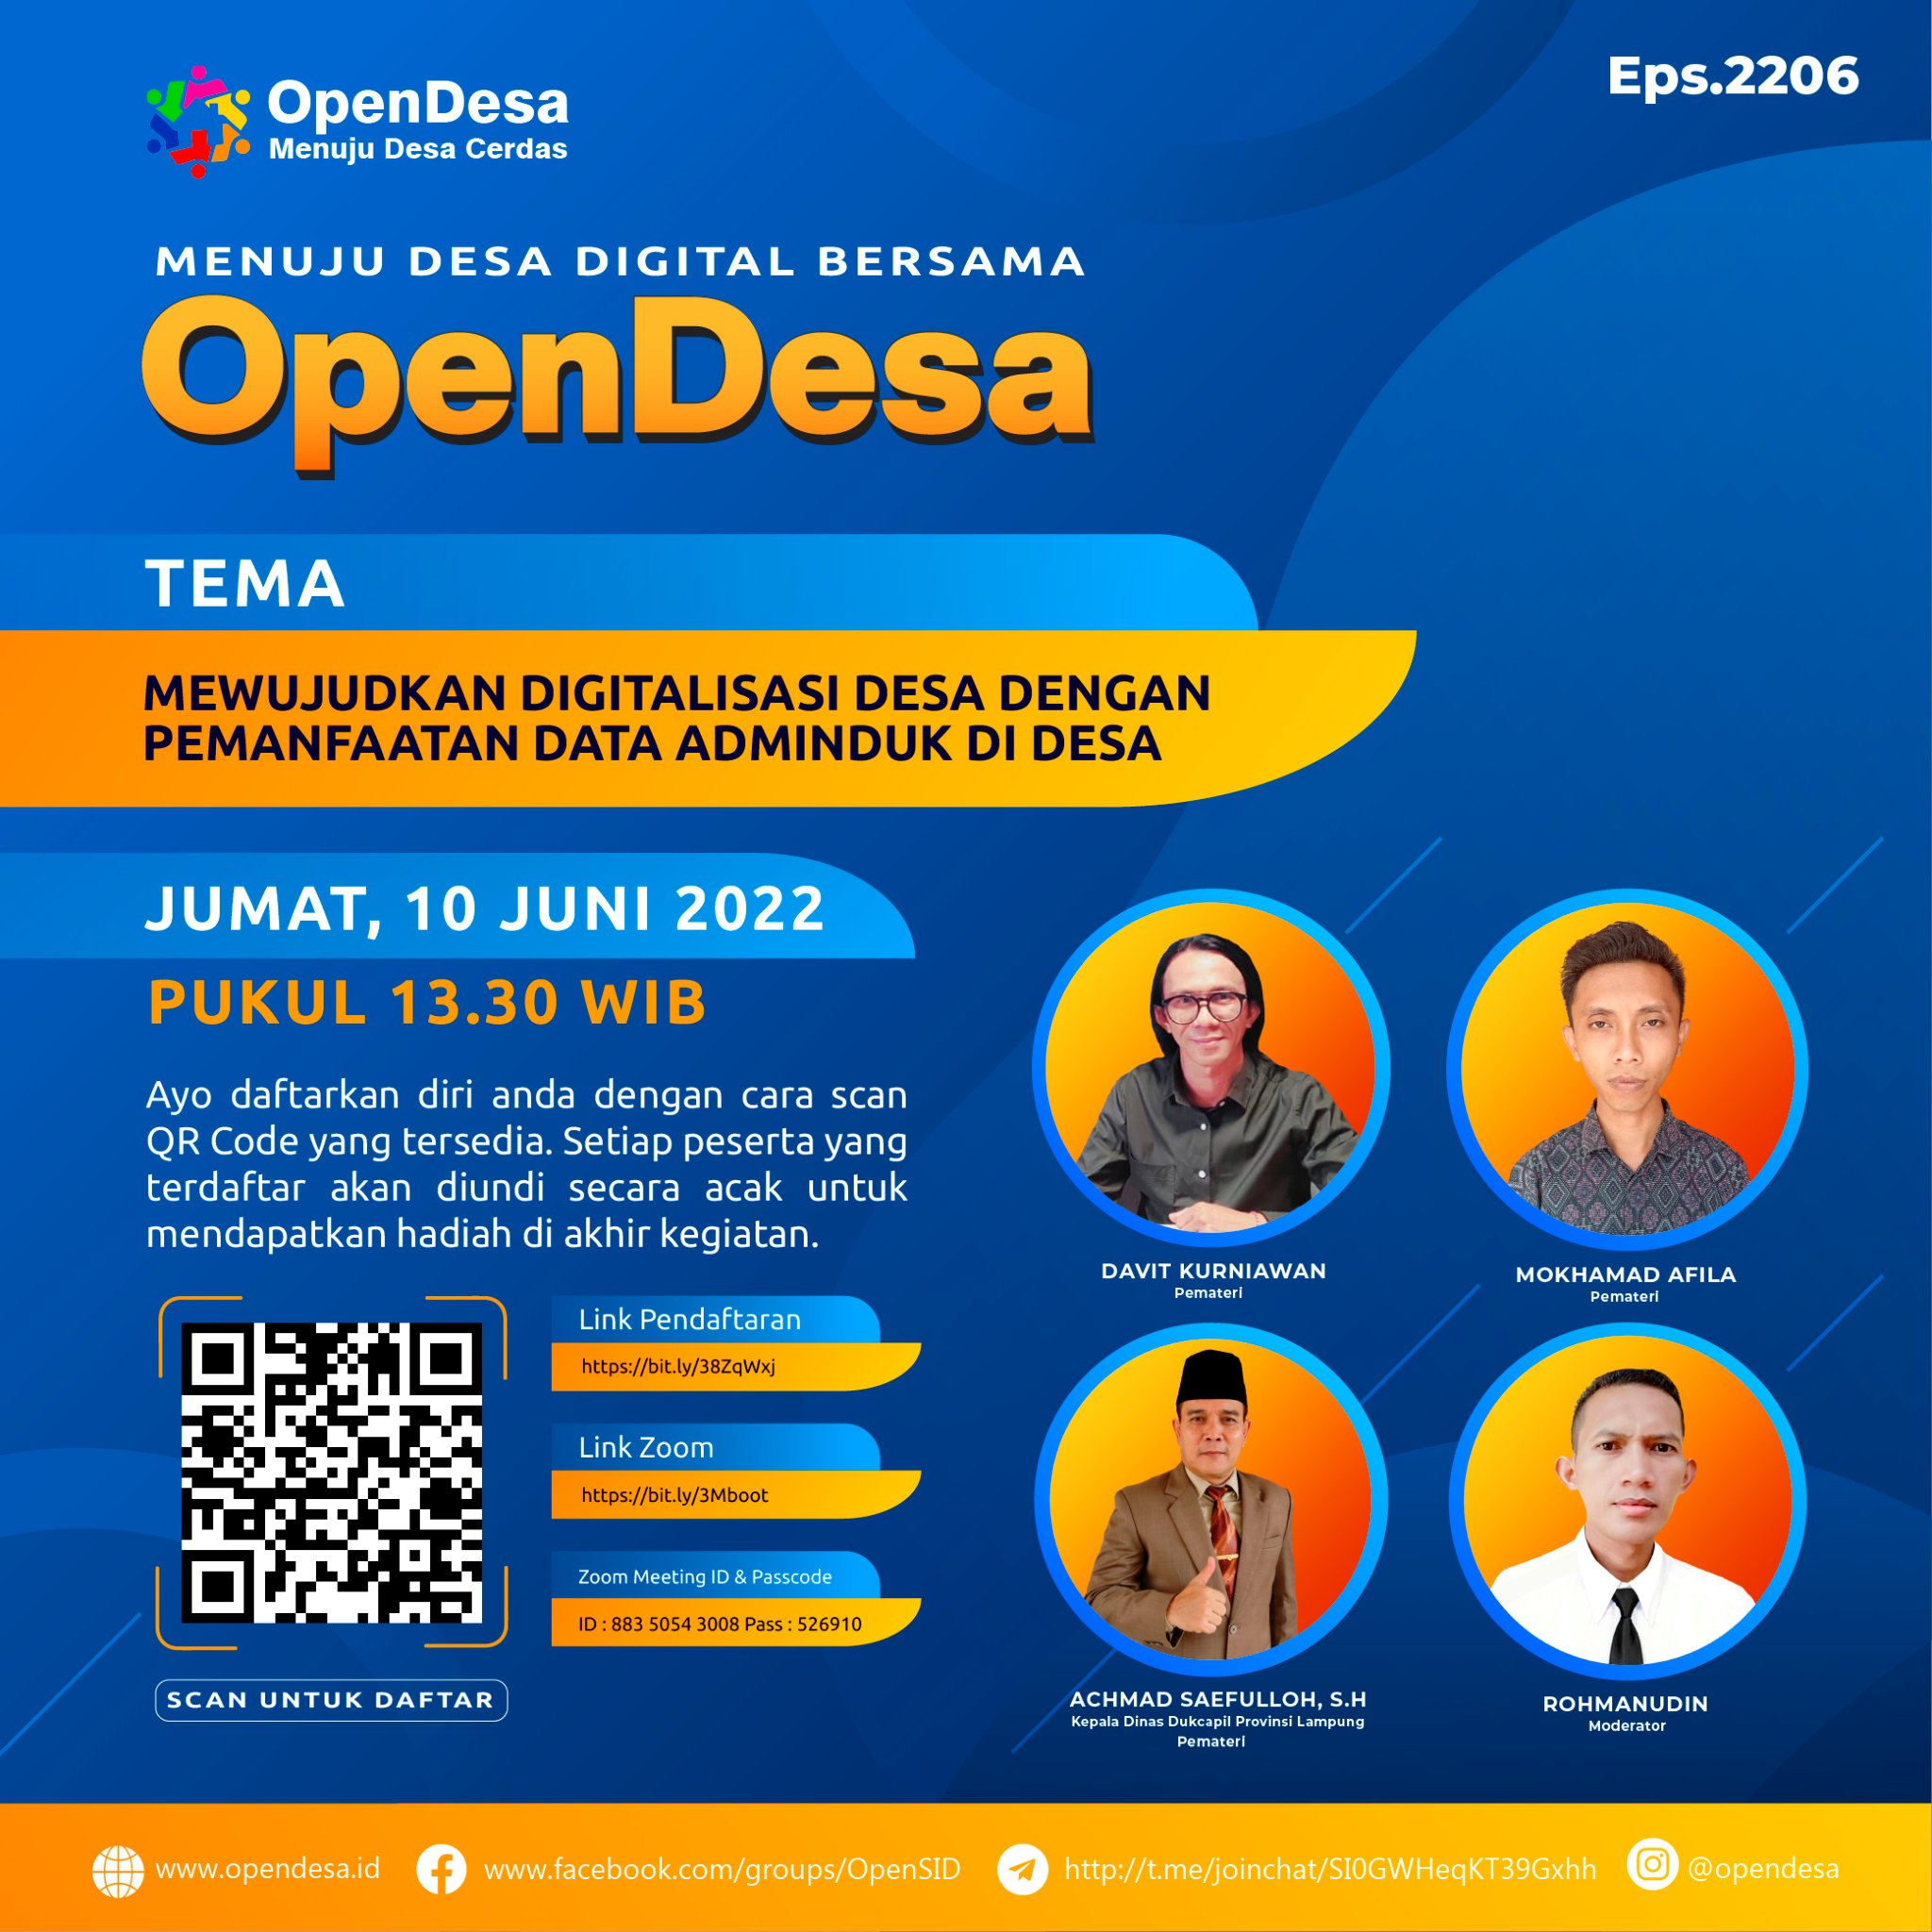 OpenDesa
Menuju Desa Cerdas
Eps.2206
MENUJU DESA DIGITAL BERSAMA
OpenDesa
TEMA
MEWUJUDKAN DIGITALISASI DESA DENGAN
PEMANFAATAN DATA ADMINDUK DI DESA
JUMAT, 10 JUNI 2022
PUKUL 13.30 WIB
Ayo daftarkan diri anda dengan cara scan
QR Code yang tersedia. Setiap peserta yang
terdaftar akan diundi secara acak untuk
mendapatkan hadiah di akhir kegiatan.
Link Pendaftaran
https://bit.ly/38ZqWxj
Link Zoom
https://bit.ly/3Mboot
Zoom Meeting ID & Passcode
ID : 883 5054 3008 Pass : 526910
SCAN UNTUK DAFTAR
DAVIT KURNIAWAN
Pemateri
MOKHAMAD AFILA
Pemateri
ACHMAD SAEFULLOH, S.H
Kepala Dinas Dukcapil Provinsi Lampung
Pemateri
ROHMANUDIN
Moderator
www.opendesa.id
www.facebook.com/groups/OpenSID
http://t.me/joinchat/SI0GWHeqKT39Gxhh
@opendesa